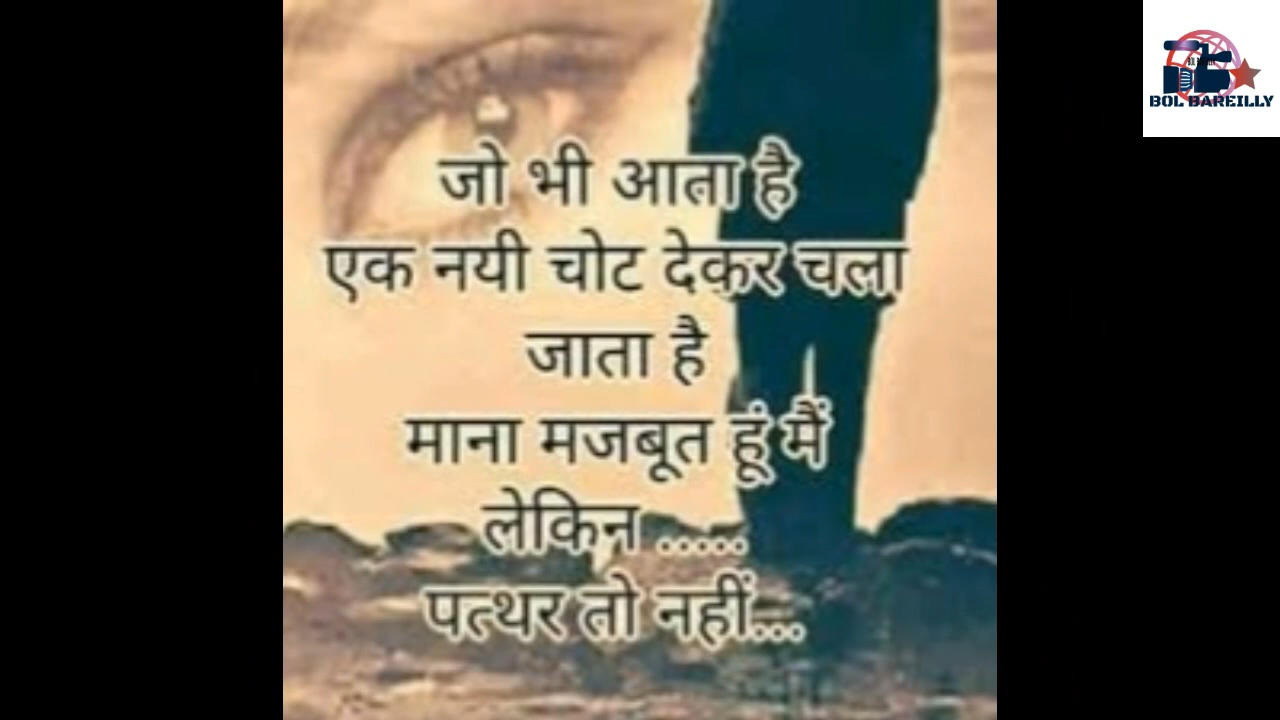 जो भी आता है
एक नयी चोट देकर चला
जाता है
माना मजबूत हूं मैं
लेकिन .....
पत्थर तो नहीं...
BOL BAREILLY